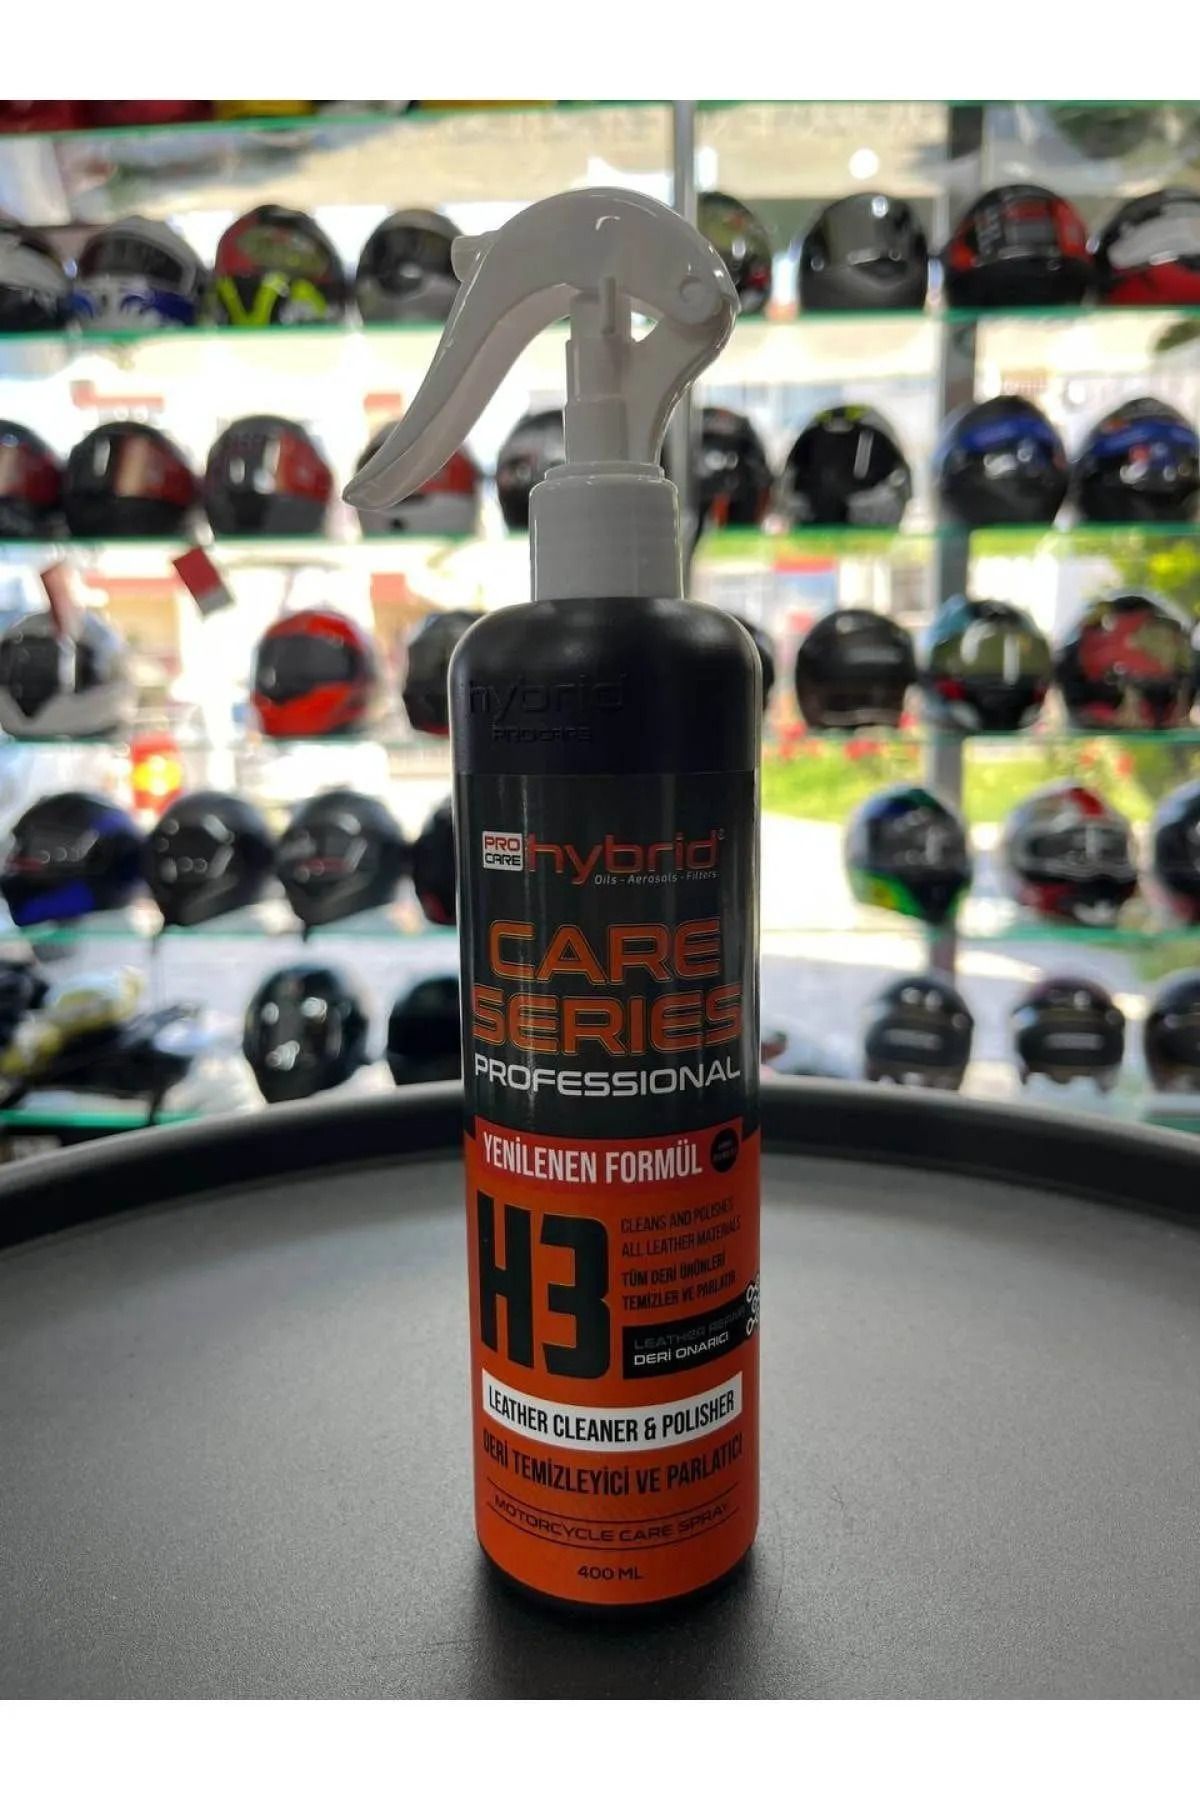 hybrid
PROCARE
PRO
CARE
hybrid
Oils - Aerosols - Filters
CARE
SERIES
PROFESSIONAL
YENİLENEN FORMÜL
H3
CLEANS AND POLISHES
ALL LEATHER MATERIALS
TÜM DERİ ÜRÜNLERİ
TEMİZLER VE PARLATIR
LEATHER REPAIR
DERİ ONARICI
LEATHER CLEANER & POLISHER
DERİ TEMİZLEYİCİ VE PARLATICI
MOTORCYCLE CARE SPRAY
400 ML